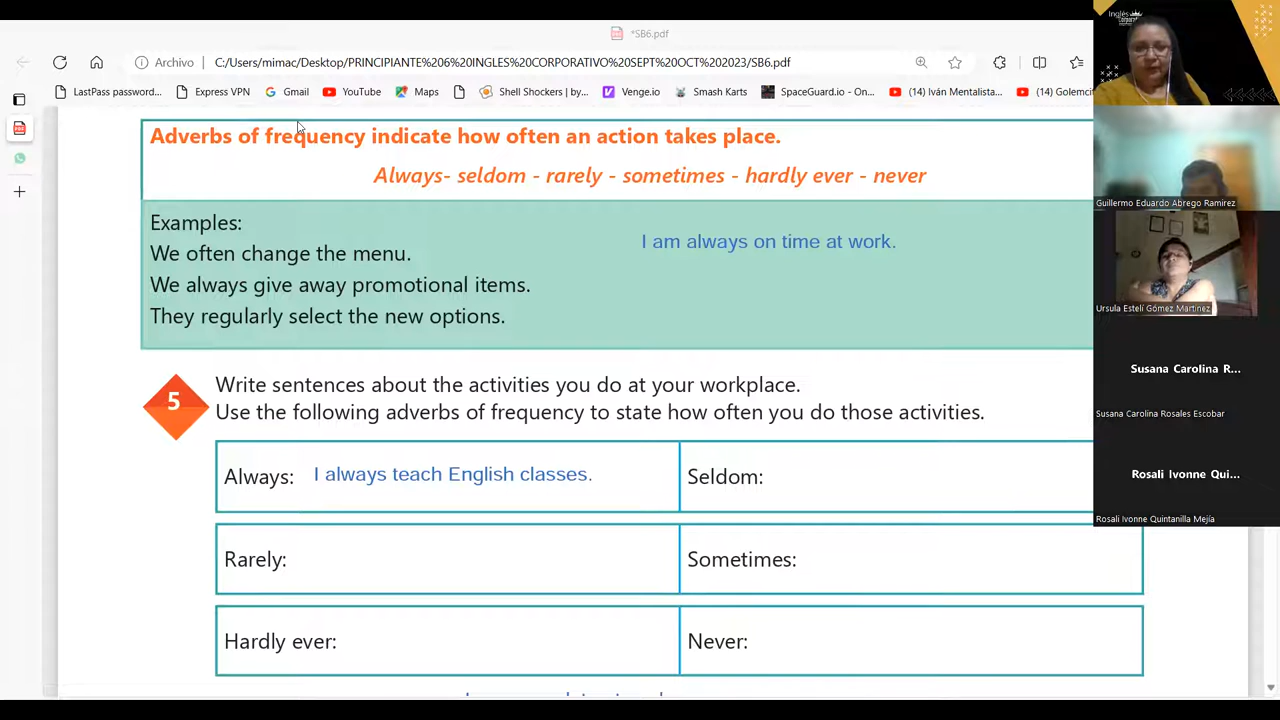 *SB6.pdf
Archivo
C:/Users/mimac/Desktop/PRINCIPIANTE%206%20INGLES%20CORPORATIVO%20SEPT%20OCT%202023/SB6.pdf
LastPass password...
Express VPN
Gmail
YouTube
Maps
Shell Shockers | by...
Venge.io
Smash Karts
SpaceGuard.io - On...
(14) Iván Mentalista...
(14) Golemci
Adverbs of frequency indicate how often an action takes place.
Always- seldom - rarely - sometimes - hardly ever - never
Examples:
We often change the menu.
I am always on time at work.
We always give away promotional items.
They regularly select the new options.
5
Write sentences about the activities you do at your workplace.
Use the following adverbs of frequency to state how often you do those activities.
Always: I always teach English classes.
Seldom:
Rarely:
Sometimes:
Hardly ever:
Never:
Inglés
Corporativo
Guillermo Eduardo Abrego Ramírez
Ursula Estelí Gómez Martinez
Susana Carolina R...
Susana Carolina Rosales Escobar
Rosali Ivonne Qui...
Rosali Ivonne Quintanilla Mejía